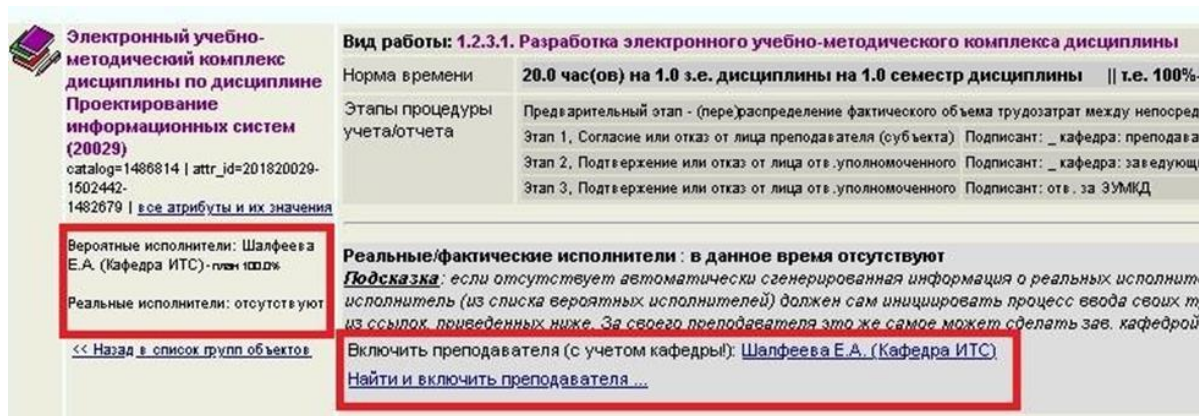 Электронный учебно-
методический комплекс
дисциплины по дисциплине
Проектирование
информационных систем
(20029)
catalog=1486814 | attr_id=201820029-
1502442-
1482679 | все атрибуты и их значения
Вероятные исполнители: Шалфеева
Е.А. (Кафедра ИТС)-план 100.0%
Реальные исполнители: отсутствуют
<< Назад в список групп объектов
Вид работы: 1.2.3.1. Разработка электронного учебно-методического комплекса дисциплины
Норма времени 20.0 час(ов) на 1.0 з.е. дисциплины на 1.0 семестр дисциплины || т.е. 100%
Этапы процедуры
учета/отчета
Предварительный этап - (пере)распределение фактического объема трудозатрат между непосред
Этап 1, Согласие или отказ от лица преподавателя (субъекта) Подписант: _ кафедра: преподава
Этап 2, Подтвержение или отказ от лица отв.уполномоченного Подписант: _ кафедра: заведующ
Этап 3, Подтвержение или отказ от лица отв.уполномоченного Подписант: отв. за ЭУМКД
Реальные/фактические исполнители : в данное время отсутствуют
Подсказка: если отсутствует автоматически сгенерированная информация о реальных исполнит
исполнитель (из списка вероятных исполнителей) должен сам инициировать процесс ввода своих т
из ссылок, приведенных ниже. За своего преподавателя это же самое может сделать зав. кафедрой
Включить преподавателя (с учетом кафедры!): Шалфеева Е.А. (Кафедра ИТС)
Найти и включить преподавателя ...